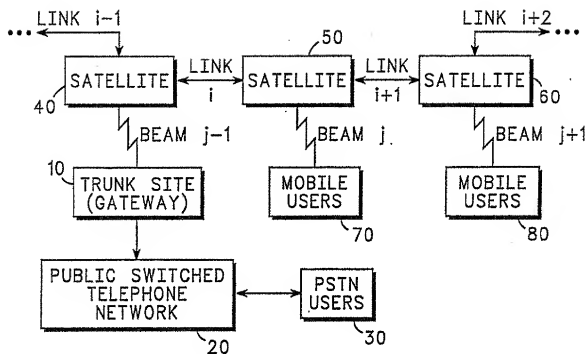 ••• LINK i-1
LINK i+2 •••
50
SATELLITE
LINK
i
SATELLITE
LINK
i+1
SATELLITE
40
60
BEAM j-1
BEAM j
BEAM j+1
10
TRUNK SITE
(GATEWAY)
MOBILE
USERS
MOBILE
USERS
70
80
PUBLIC SWITCHED
TELEPHONE
NETWORK
PSTN
USERS
20
30